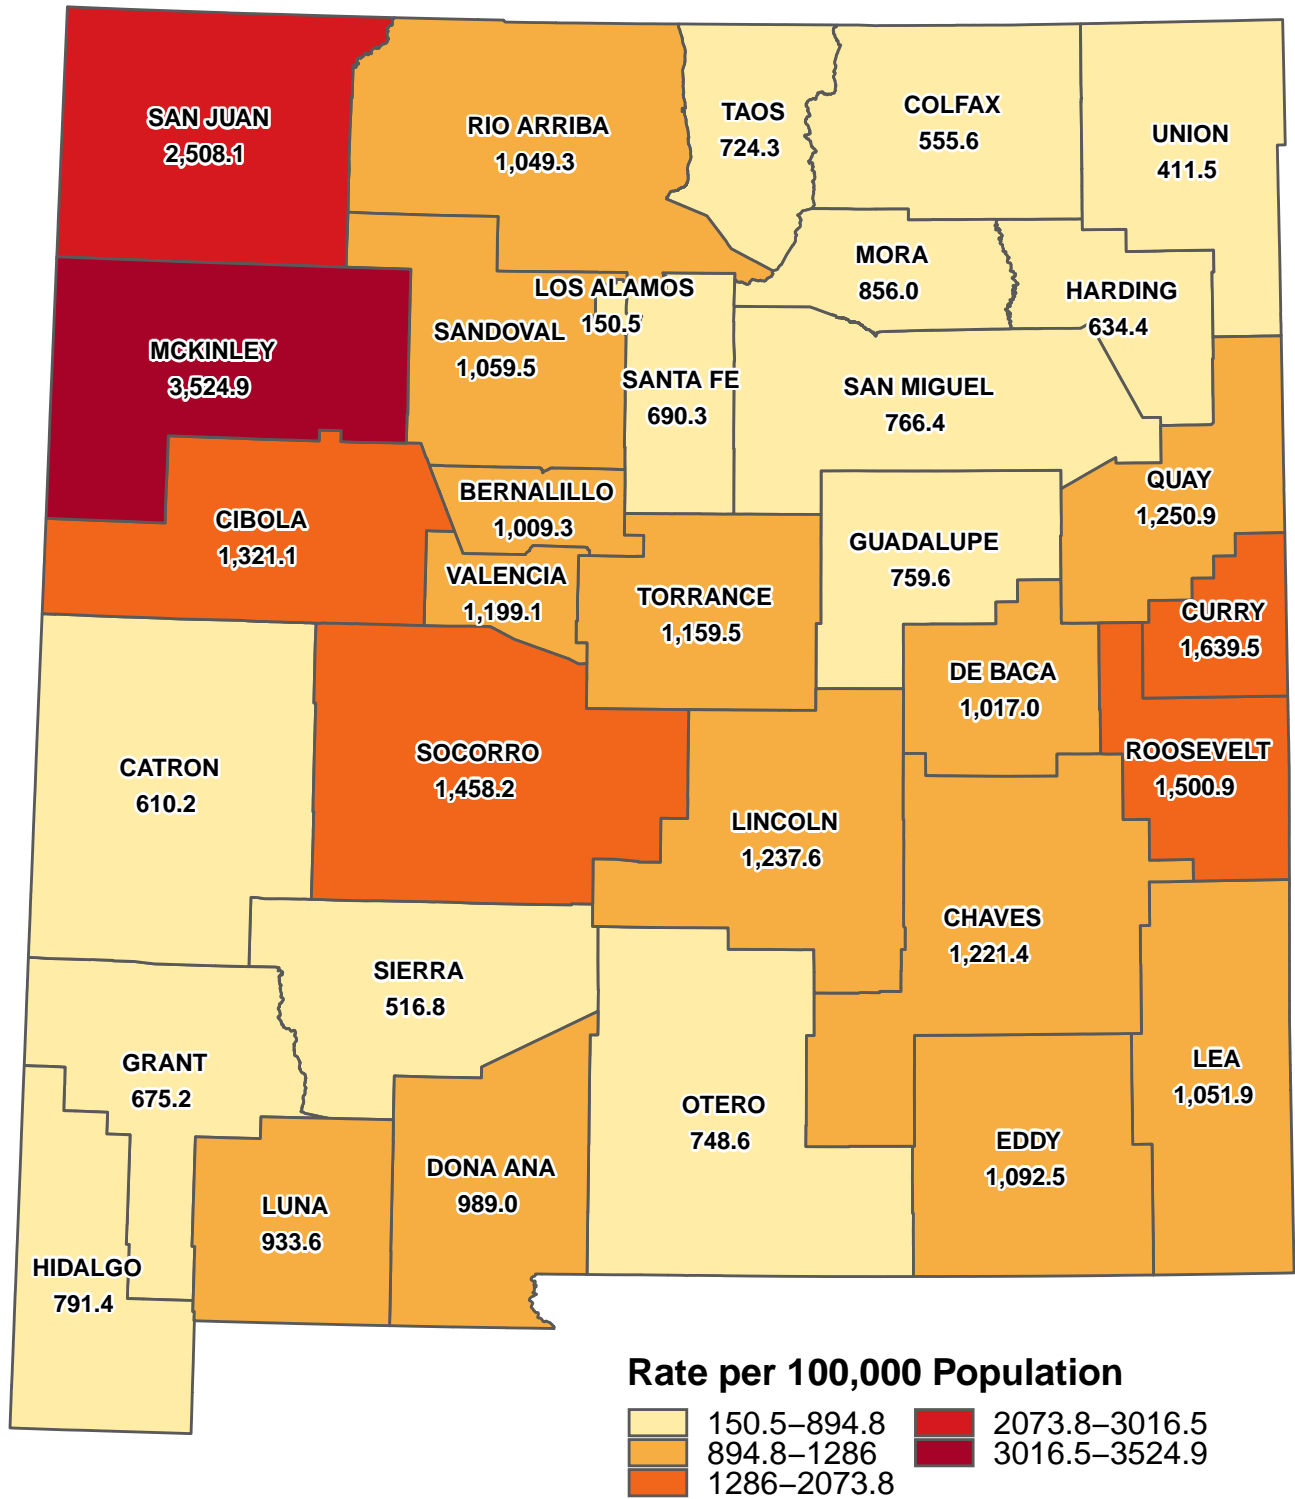 SAN JUAN
2,508.1
RIO ARRIBA
1,049.3
TAOS
724.3
COLFAX
555.6
UNION
411.5
MORA
856.0
LOS ALAMOS
150.5
HARDING
634.4
SANDOVAL
1,059.5
MCKINLEY
3,524.9
SANTA FE
690.3
SAN MIGUEL
766.4
BERNALILLO
1,009.3
QUAY
1,250.9
CIBOLA
1,321.1
GUADALUPE
759.6
VALENCIA
1,199.1
TORRANCE
1,159.5
CURRY
1,639.5
DE BACA
1,017.0
CATRON
610.2
SOCORRO
1,458.2
ROOSEVELT
1,500.9
LINCOLN
1,237.6
CHAVES
1,221.4
SIERRA
516.8
GRANT
675.2
LEA
1,051.9
OTERO
748.6
EDDY
1,092.5
DONA ANA
989.0
LUNA
933.6
HIDALGO
791.4
Rate per 100,000 Population
150.5–894.8
894.8–1286
1286–2073.8
2073.8–3016.5
3016.5–3524.9